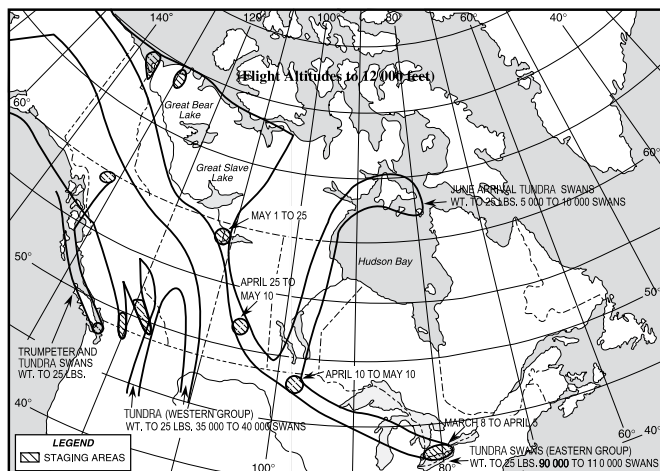 140°
120°
100°
80°
60°
40°
(Flight Altitudes to 12 000 feet)
60°
Great Bear
Lake
Great Slave
Lake
60°
JUNE ARRIVAL TUNDRA SWANS
WT. TO 25 LBS. 5 000 TO 10 000 SWANS
MAY 1 TO 25
Hudson Bay
50°
50°
APRIL 25 TO
MAY 10
TRUMPETER AND
TUNDRA SWANS
WT. TO 25 LBS.
APRIL 10 TO MAY 10
40°
TUNDRA (WESTERN GROUP)
WT. TO 25 LBS, 35 000 TO 40 000 SWANS
MARCH 8 TO APRIL 5
60°
40°
TUNDRA SWANS (EASTERN GROUP)
WT. TO 25 LBS. 90 000 TO 11 0 000 SWANS
LEGEND
STAGING AREAS
100°
80°